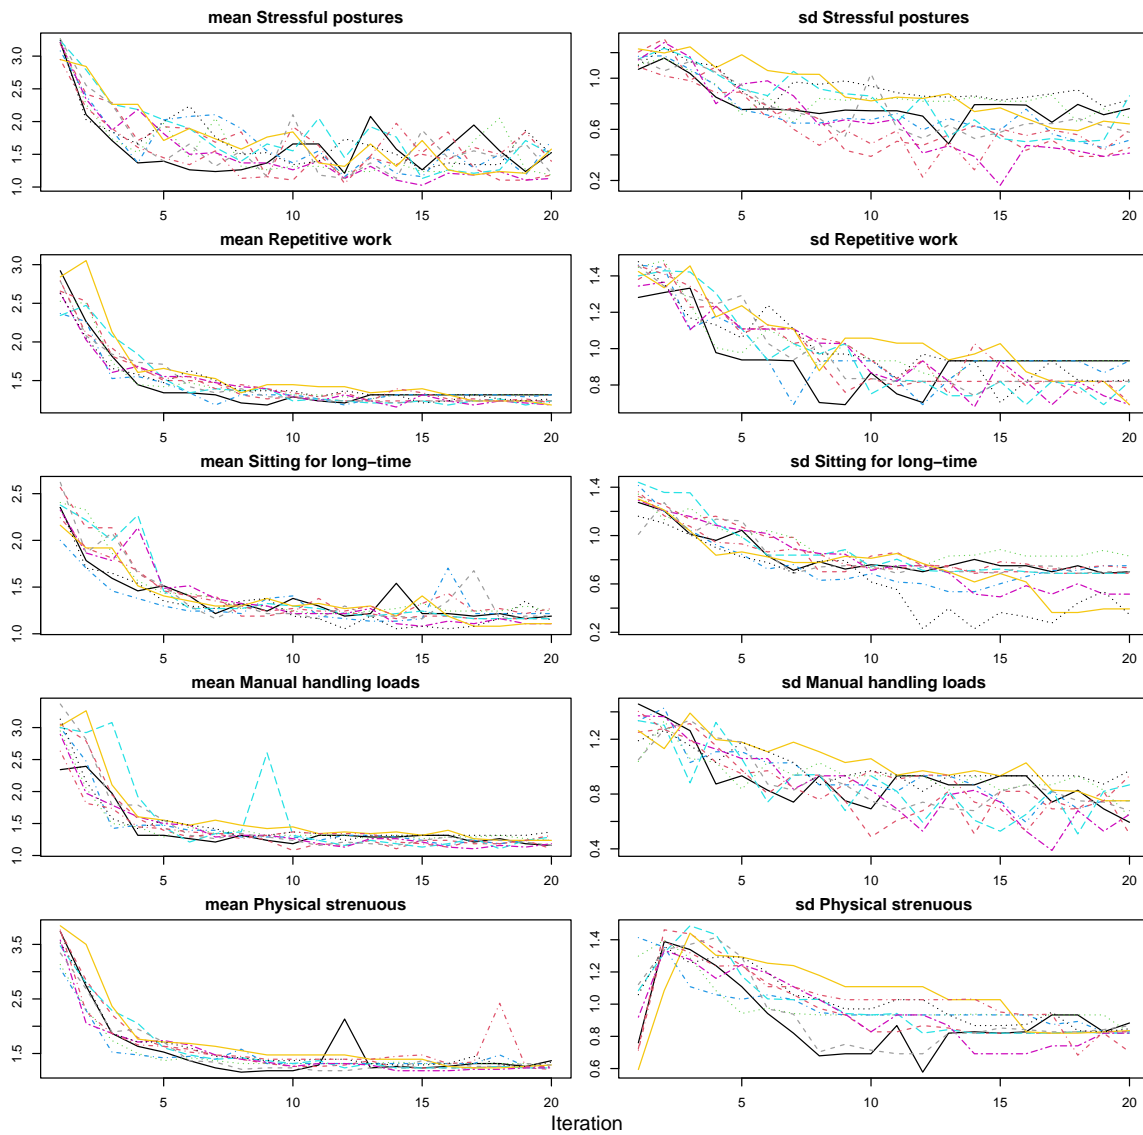 mean Stressful postures
3.0
2.5
2.0
1.5
1.0
5 10 15 20
sd Stressful postures
1.0
0.6
0.2
5 10 15 20
mean Repetitive work
3.0
2.5
2.0
1.5
5 10 15 20
sd Repetitive work
1.4
1.2
1.0
0.8
5 10 15 20
mean Sitting for long−time
2.5
2.0
1.5
1.0
5 10 15 20
sd Sitting for long−time
1.4
1.0
0.6
0.2
5 10 15 20
mean Manual handling loads
3.0
2.5
2.0
1.5
1.0
5 10 15 20
sd Manual handling loads
1.2
0.8
0.4
5 10 15 20
mean Physical strenuous
3.5
2.5
1.5
5 10 15 20
sd Physical strenuous
1.4
1.2
1.0
0.8
0.6
5 10 15 20
Iteration